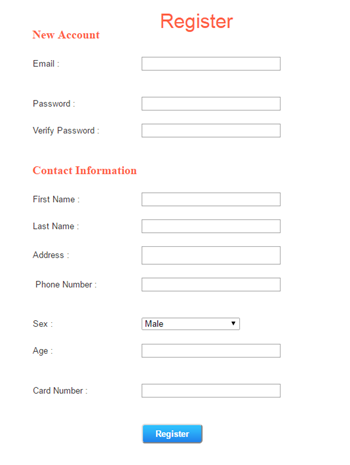 Register
New Account
Email :
Password :
Verify Password :
Contact Information
First Name :
Last Name :
Address :
Phone Number :
Sex : Male
Age :
Card Number :
Register